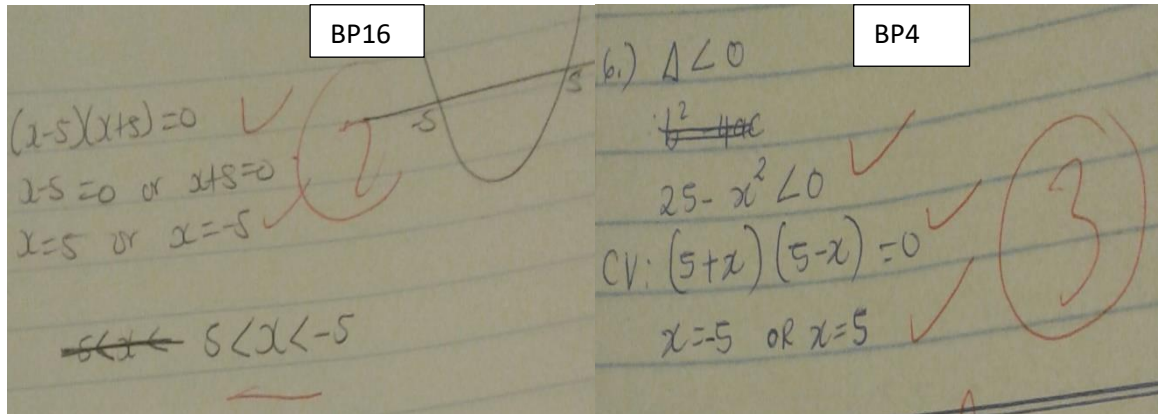 BP16
(x-5)(x+5)=0
x-5=0 or x+5=0
x=5 or x=-5
-5<x< 5<x<-5
2
-5
5
BP4
6.) Δ<0
b²-4ac
25-x²<0
CV: (5+x)(5-x)=0
x=-5 OR x=5
3